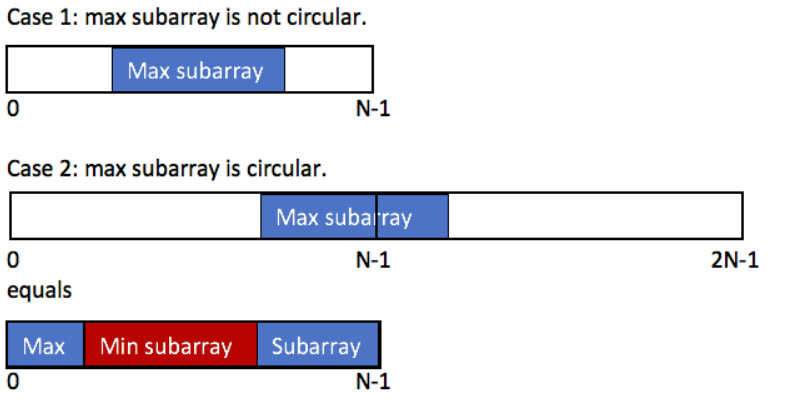 Case 1: max subarray is not circular.
Max subarray
0 N-1
Case 2: max subarray is circular.
Max subarray
0 N-1 2N-1
equals
Max Min subarray Subarray
0 N-1